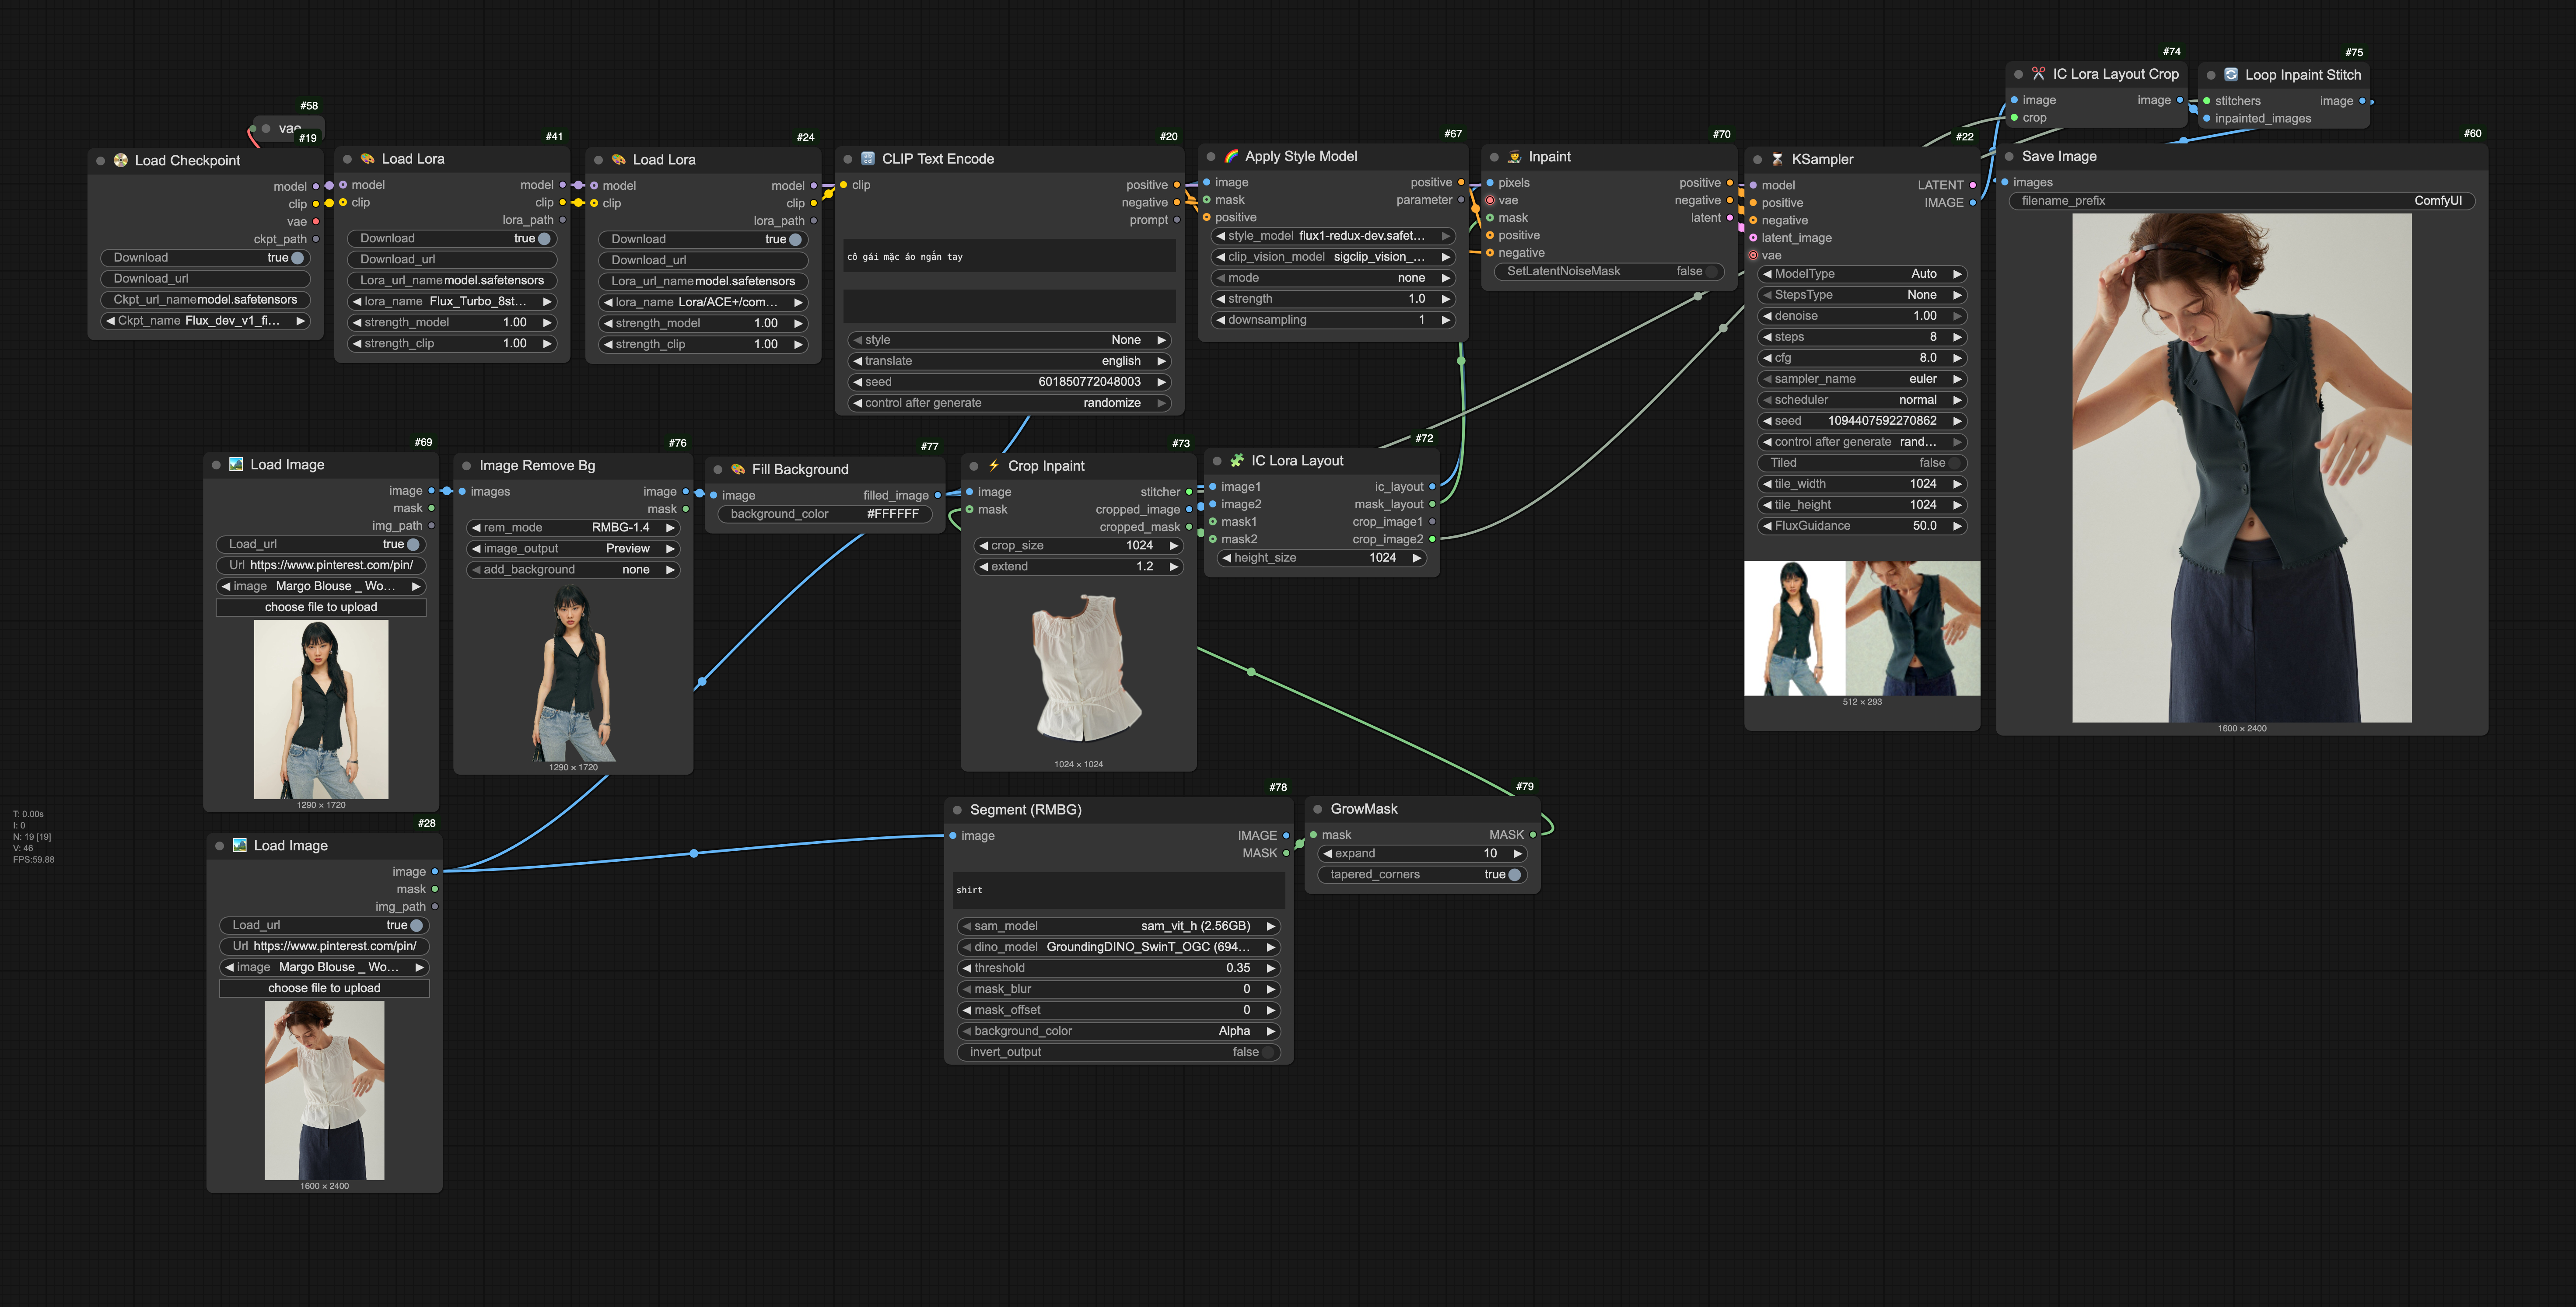 #58
vae
#19
Load Checkpoint
model
clip
vae
ckpt_path
Download true
Download_url
Ckpt_url_name model.safetensors
Ckpt_name Flux_dev_v1_fi...
#41
Load Lora
model model
clip clip
lora_path
Download true
Download_url
Lora_url_name model.safetensors
lora_name Flux_Turbo_8st...
strength_model 1.00
strength_clip 1.00
#24
Load Lora
model model
clip clip
lora_path
Download true
Download_url
Lora_url_name model.safetensors
lora_name Lora/ACE+/com...
strength_model 1.00
strength_clip 1.00
#20
CLIP Text Encode
clip positive
negative
prompt
cô gái mặc áo ngắn tay
style None
translate english
seed 601850772048003
control after generate randomize
#67
Apply Style Model
image positive
mask parameter
positive
style_model flux1-redux-dev.safet...
clip_vision_model sigclip_vision_...
mode none
strength 1.0
downsampling 1
#70
Inpaint
pixels positive
vae negative
mask latent
positive
negative
SetLatentNoiseMask false
#22
KSampler
model LATENT
positive IMAGE
negative
latent_image
vae
ModelType Auto
StepsType None
denoise 1.00
steps 8
cfg 8.0
sampler_name euler
scheduler normal
seed 1094407592270862
control after generate rand...
Tiled false
tile_width 1024
tile_height 1024
FluxGuidance 50.0
512 × 293
#74
IC Lora Layout Crop
image image
crop
#75
Loop Inpaint Stitch
stitchers image
inpainted_images
#60
Save Image
images
filename_prefix ComfyUI
1600 × 2400
#69
Load Image
image
mask
img_path
Load_url true
Url https://www.pinterest.com/pin/
image Margo Blouse _ Wo...
choose file to upload
1290 × 1720
#76
Image Remove Bg
images image
mask
rem_mode RMBG-1.4
image_output Preview
add_background none
1290 × 1720
#77
Fill Background
image filled_image
background_color #FFFFFF
#73
Crop Inpaint
image stitcher
mask cropped_image
cropped_mask
crop_size 1024
extend 1.2
1024 × 1024
#72
IC Lora Layout
image1 ic_layout
image2 mask_layout
mask1 crop_image1
mask2 crop_image2
height_size 1024
T: 0.00s
I: 0
N: 19 [19]
V: 46
FPS:59.88
#28
Load Image
image
mask
img_path
Load_url true
Url https://www.pinterest.com/pin/
image Margo Blouse _ Wo...
choose file to upload
1600 × 2400
#78
Segment (RMBG)
image IMAGE
MASK
shirt
sam_model sam_vit_h (2.56GB)
dino_model GroundingDINO_SwinT_OGC (694...
threshold 0.35
mask_blur 0
mask_offset 0
background_color Alpha
invert_output false
#79
GrowMask
mask MASK
expand 10
tapered_corners true